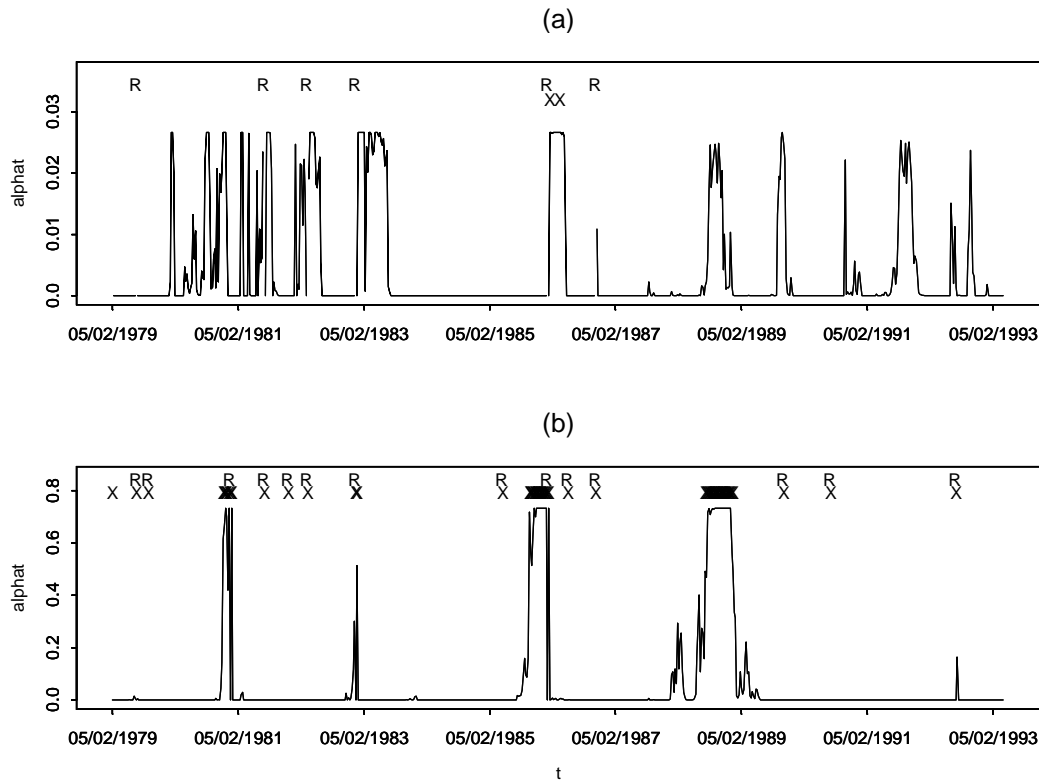 (a)
R R R R R R
XX
alphat
0.0 0.01 0.02 0.03
05/02/1979 05/02/1981 05/02/1983 05/02/1985 05/02/1987 05/02/1989 05/02/1991 05/02/1993
(b)
R R R R R R R R R R R R R
X X X X X X X X X X X X
alphat
0.0 0.2 0.4 0.6 0.8
05/02/1979 05/02/1981 05/02/1983 05/02/1985 05/02/1987 05/02/1989 05/02/1991 05/02/1993
t